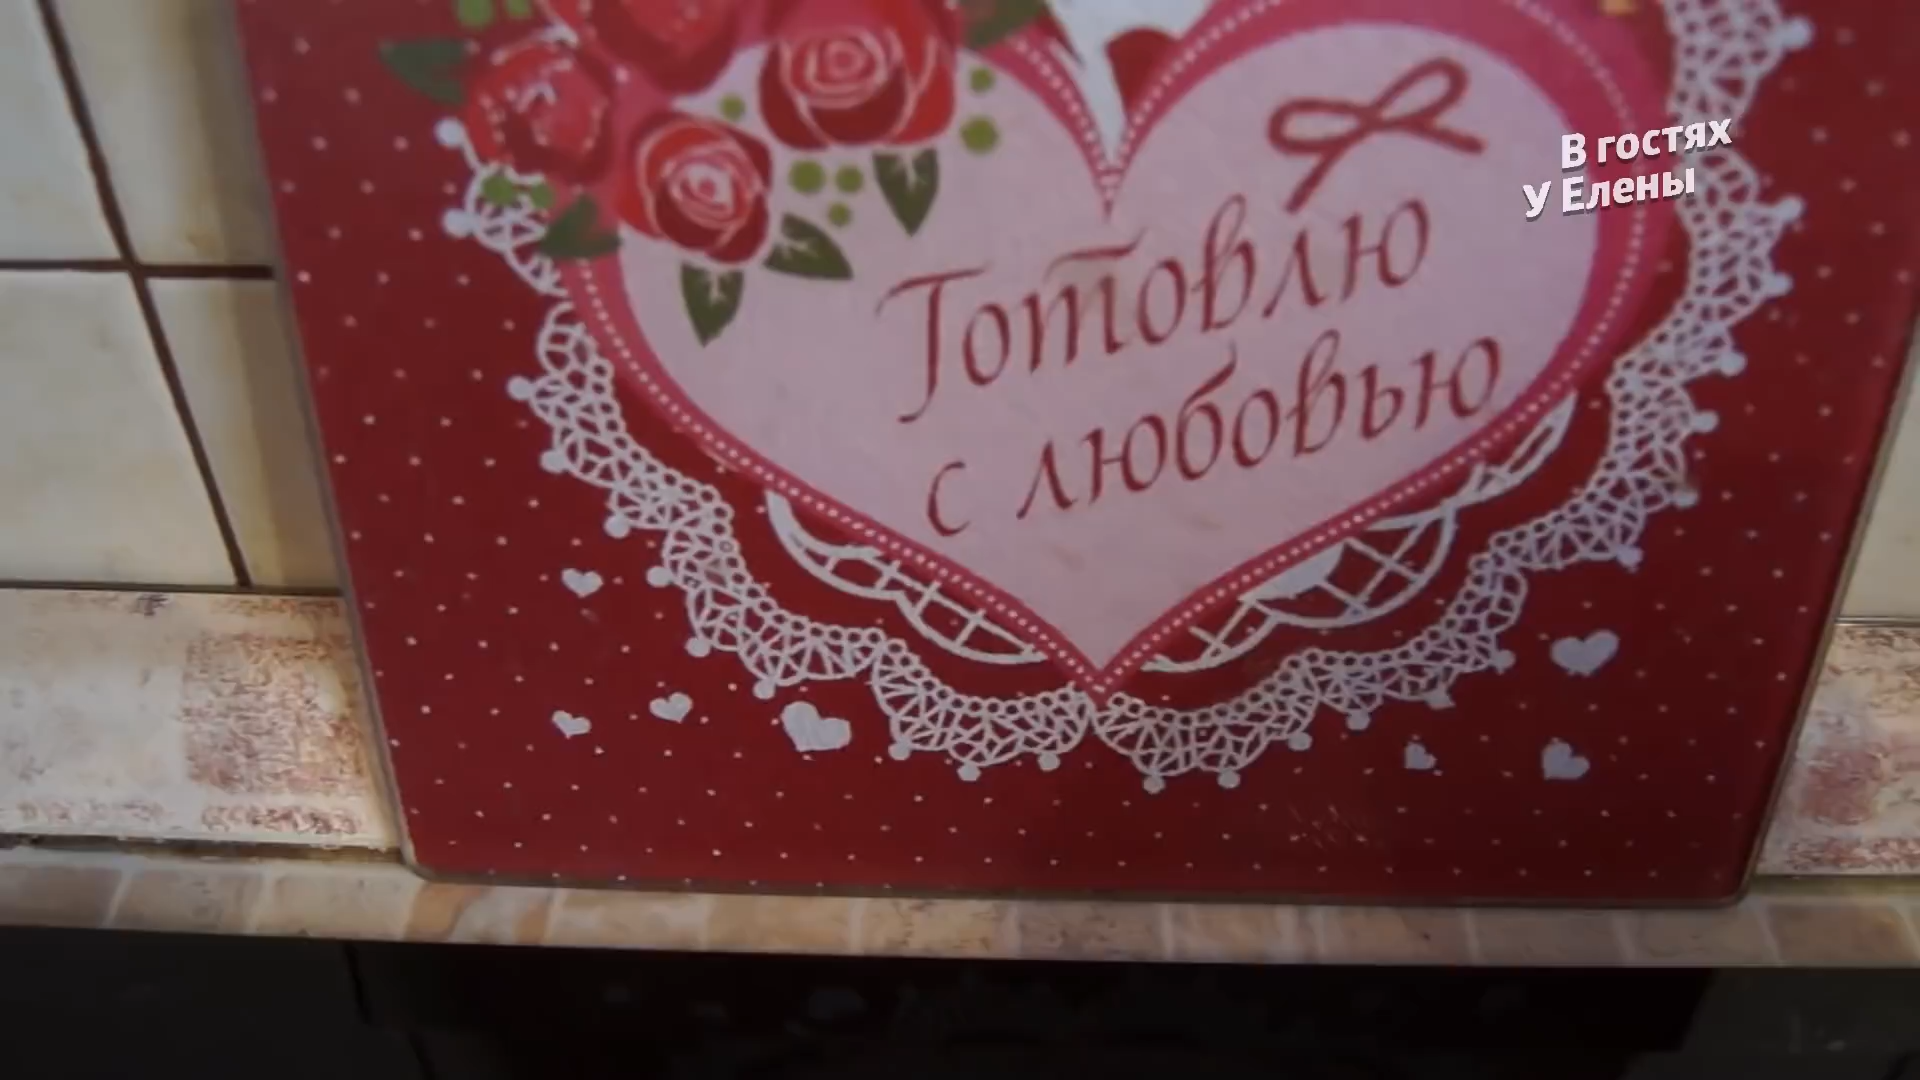 В гостях
у Елены
Готовлю
с любовью